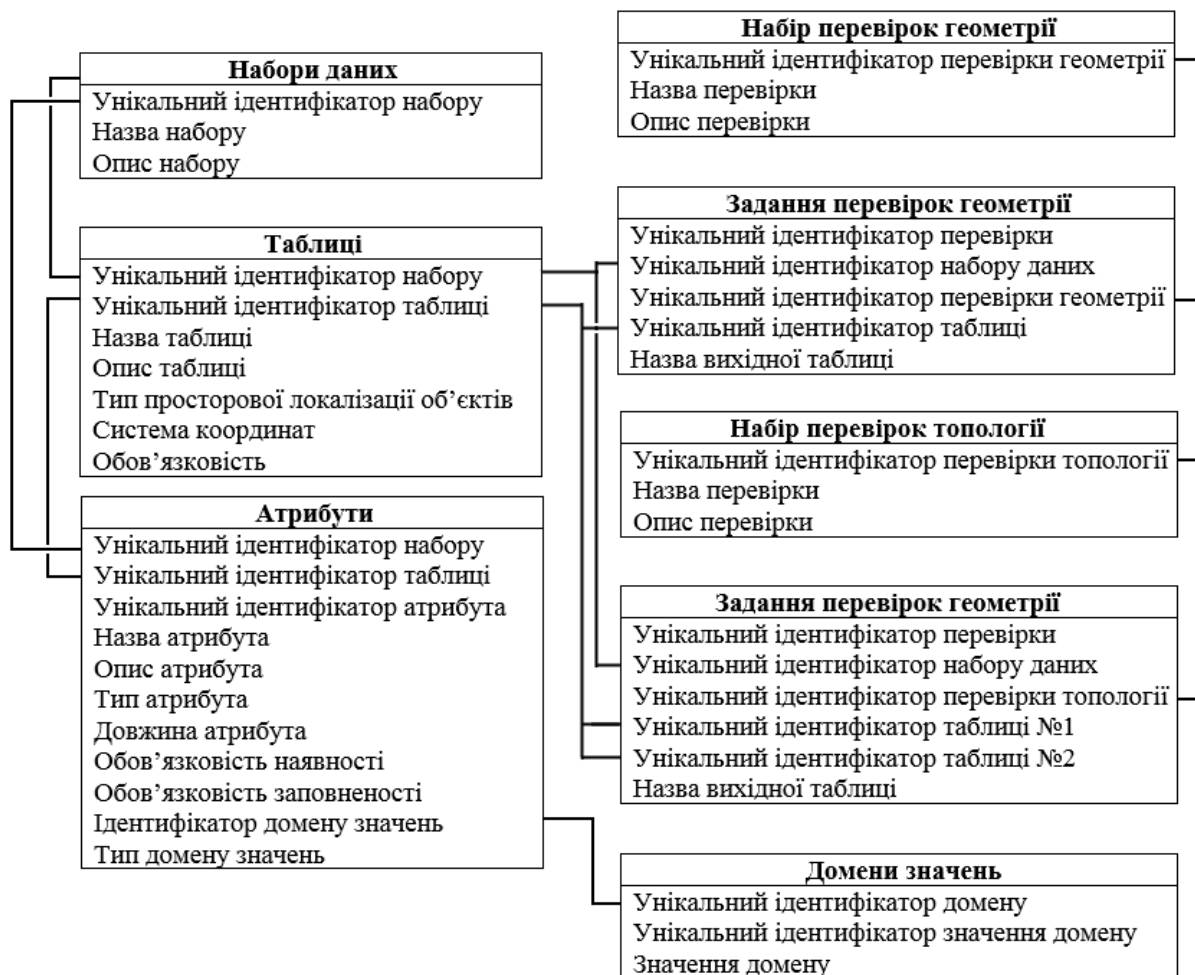 Набори даних
Унікальний ідентифікатор набору
Назва набору
Опис набору
Таблиці
Унікальний ідентифікатор набору
Унікальний ідентифікатор таблиці
Назва таблиці
Опис таблиці
Тип просторової локалізації об’єктів
Система координат
Обов’язковість
Атрибути
Унікальний ідентифікатор набору
Унікальний ідентифікатор таблиці
Унікальний ідентифікатор атрибута
Назва атрибута
Опис атрибута
Тип атрибута
Довжина атрибута
Обов’язковість наявності
Обов’язковість заповненості
Ідентифікатор домену значень
Тип домену значень
Набір перевірок геометрії
Унікальний ідентифікатор перевірки геометрії
Назва перевірки
Опис перевірки
Задання перевірок геометрії
Унікальний ідентифікатор перевірки
Унікальний ідентифікатор набору даних
Унікальний ідентифікатор перевірки геометрії
Унікальний ідентифікатор таблиці
Назва вихідної таблиці
Набір перевірок топології
Унікальний ідентифікатор перевірки топології
Назва перевірки
Опис перевірки
Задання перевірок геометрії
Унікальний ідентифікатор перевірки
Унікальний ідентифікатор набору даних
Унікальний ідентифікатор перевірки топології
Унікальний ідентифікатор таблиці №1
Унікальний ідентифікатор таблиці №2
Назва вихідної таблиці
Домени значень
Унікальний ідентифікатор домену
Унікальний ідентифікатор значення домену
Значення домену